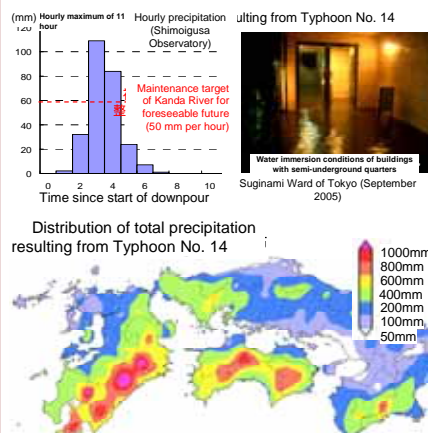 (mm) Hourly maximum of 11
hour
Hourly precipitation
(Shimoigusa
Observatory)
120
100
80
60
40
20
0
Maintenance target
of Kanda River for
foreseeable future
(50 mm per hour)
0 2 4 6 8 10
Time since start of downpour
ulting from Typhoon No. 14
Water immersion conditions of buildings
with semi-underground quarters
Suginami Ward of Tokyo (September
2005)
Distribution of total precipitation
resulting from Typhoon No. 14
1000mm
800mm
600mm
400mm
200mm
100mm
50mm